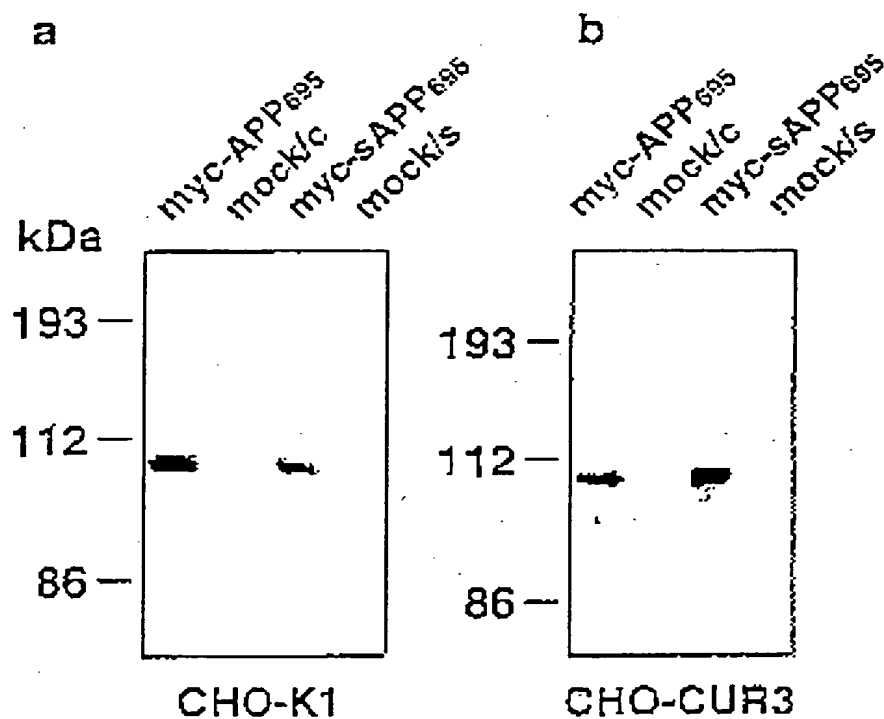 a
myc-APP695
mock/c
myc-sAPP695
mock/s
kDa
193
112
86
CHO-K1
b
myc-APP695
mock/c
myc-sAPP695
mock/s
193
112
86
CHO-CUR3